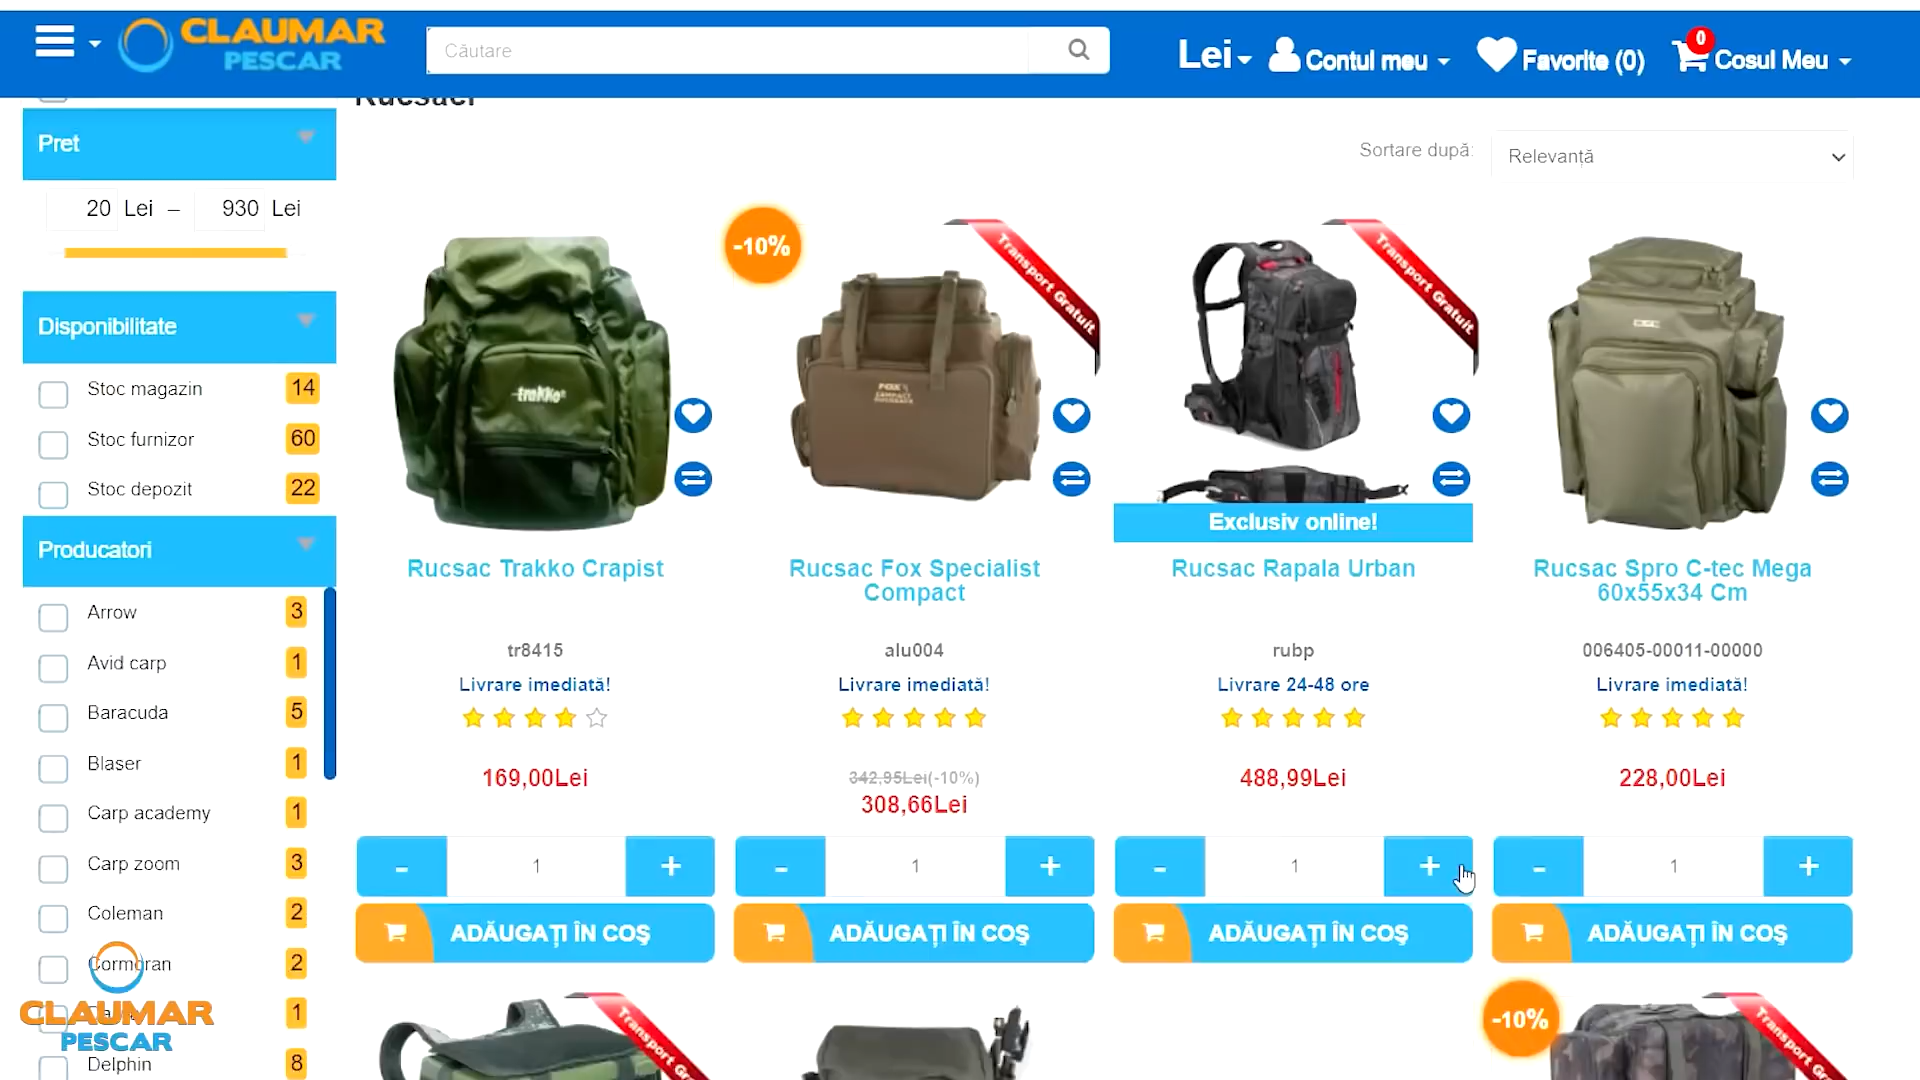 CLAUMAR
PESCAR
Căutare
Lei
Contul meu
Favorite (0)
0
Cosul Meu
Rucsaci
Pret
20 Lei – 930 Lei
Disponibilitate
Stoc magazin 14
Stoc furnizor 60
Stoc depozit 22
Producatori
Arrow 3
Avid carp 1
Baracuda 5
Blaser 1
Carp academy 1
Carp zoom 3
Coleman 2
Cormoran 2
1
Delphin 8
CLAUMAR
PESCAR
Sortare după: Relevanță
trakko
Rucsac Trakko Crapist
tr8415
Livrare imediată!
169,00Lei
- 1 +
ADĂUGAȚI ÎN COȘ
-10%
Transport Gratuit
FOX
Rucsac Fox Specialist
Compact
alu004
Livrare imediată!
342,95Lei(-10%)
308,66Lei
- 1 +
ADĂUGAȚI ÎN COȘ
Transport Gratuit
Exclusiv online!
Rucsac Rapala Urban
rubp
Livrare 24-48 ore
488,99Lei
- 1 +
ADĂUGAȚI ÎN COȘ
Rucsac Spro C-tec Mega
60x55x34 Cm
006405-00011-00000
Livrare imediată!
228,00Lei
- 1 +
ADĂUGAȚI ÎN COȘ
Transport Gr
-10%
Transport Gr